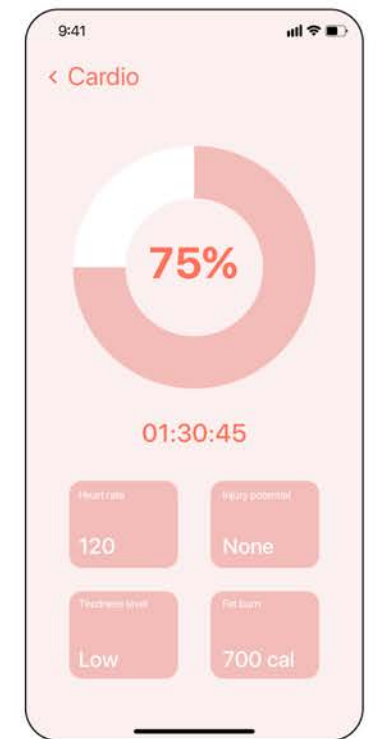 9:41
< Cardio
75%
01:30:45
Heart rate
120
Injury potential
None
Tiredness level
Low
Fat burn
700 cal